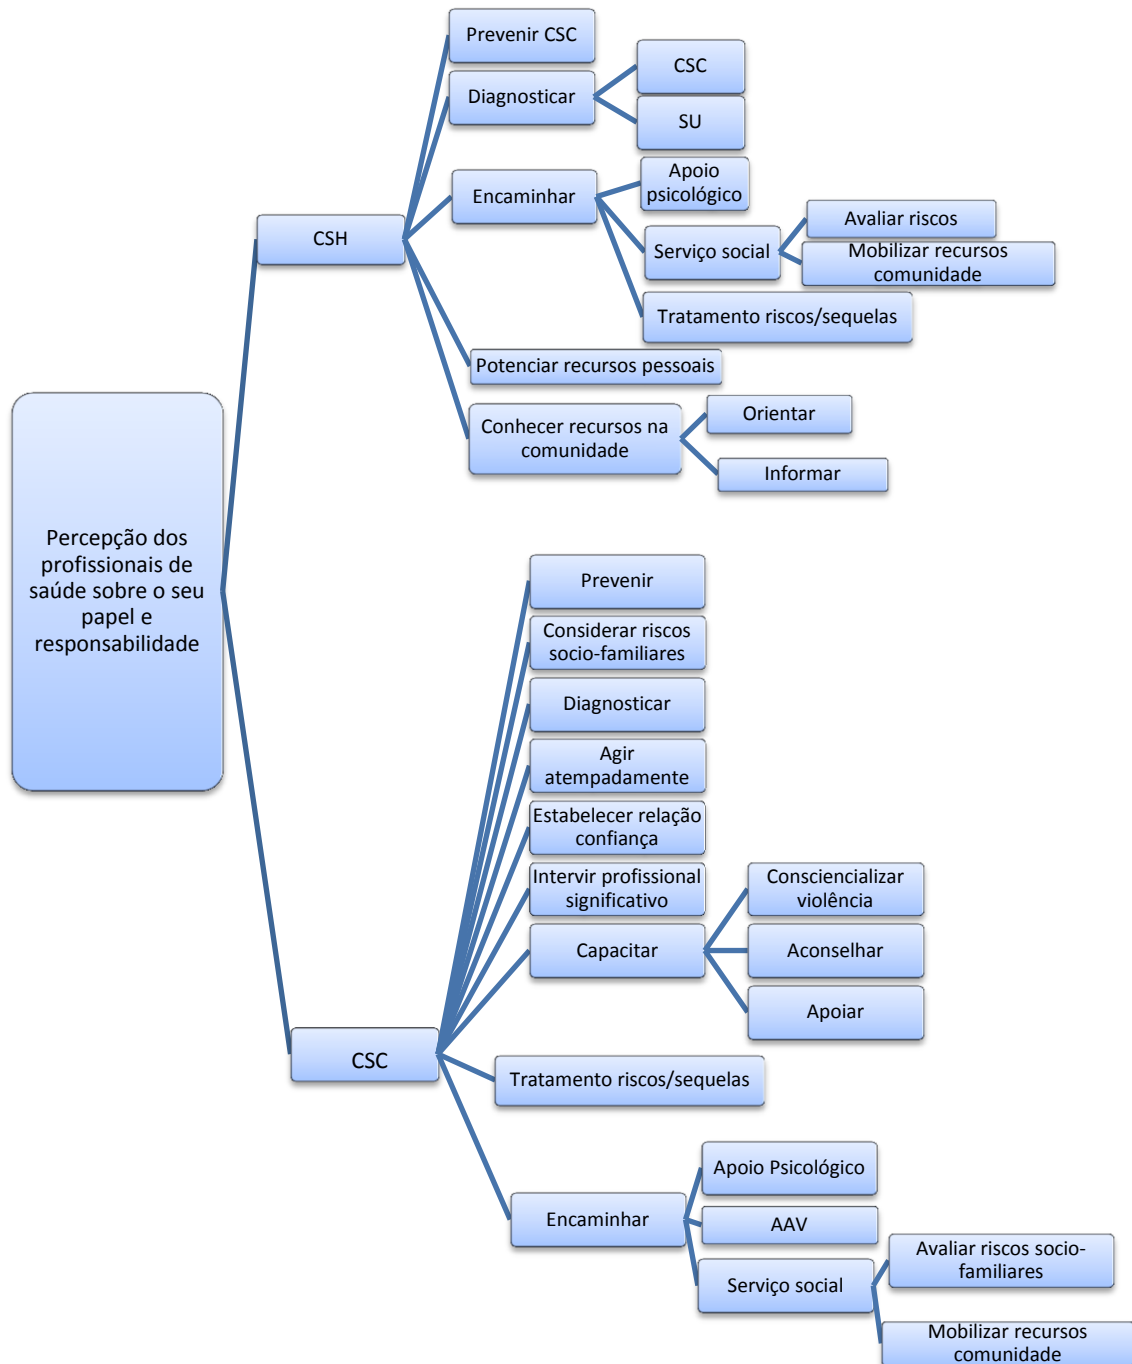 Prevenir CSC
Diagnosticar
CSC
SU
Encaminhar
Apoio
psicológico
Serviço social
Avaliar riscos
Mobilizar recursos
comunidade
Tratamento riscos/sequelas
CSH
Potenciar recursos pessoais
Conhecer recursos na
comunidade
Orientar
Informar
Percepção dos
profissionais de
saúde sobre o seu
papel e
responsabilidade
Prevenir
Considerar riscos
socio-familiares
Diagnosticar
Agir
atempadamente
Estabelecer relação
confiança
Intervir profissional
significativo
Capacitar
Consciencializar
violência
Aconselhar
Apoiar
CSC
Tratamento riscos/sequelas
Encaminhar
Apoio Psicológico
AAV
Serviço social
Avaliar riscos socio-
familiares
Mobilizar recursos
comunidade